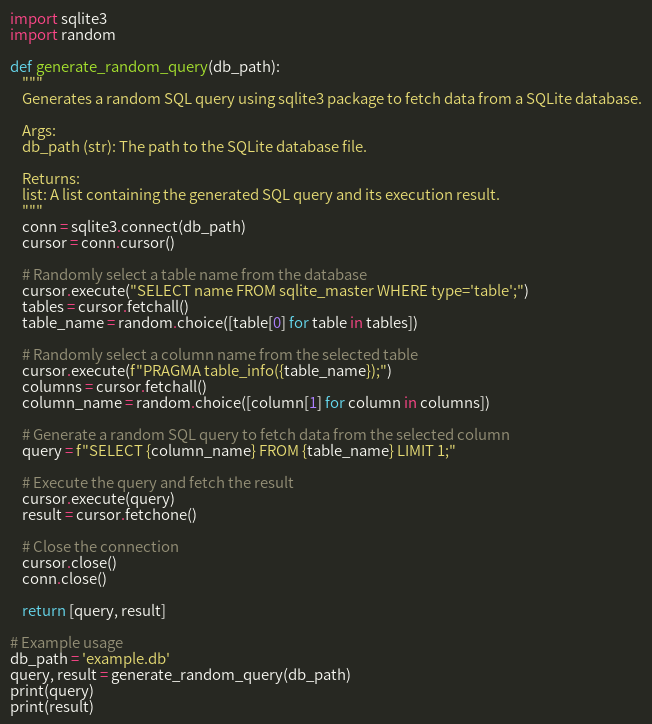 import sqlite3
import random

def generate_random_query(db_path):
    """
    Generates a random SQL query using sqlite3 package to fetch data from a SQLite database.

    Args:
    db_path (str): The path to the SQLite database file.

    Returns:
    list: A list containing the generated SQL query and its execution result.
    """
    conn = sqlite3.connect(db_path)
    cursor = conn.cursor()

    # Randomly select a table name from the database
    cursor.execute("SELECT name FROM sqlite_master WHERE type='table';")
    tables = cursor.fetchall()
    table_name = random.choice([table[0] for table in tables])

    # Randomly select a column name from the selected table
    cursor.execute(f"PRAGMA table_info({table_name});")
    columns = cursor.fetchall()
    column_name = random.choice([column[1] for column in columns])

    # Generate a random SQL query to fetch data from the selected column
    query = f"SELECT {column_name} FROM {table_name} LIMIT 1;"

    # Execute the query and fetch the result
    cursor.execute(query)
    result = cursor.fetchone()

    # Close the connection
    cursor.close()
    conn.close()

    return [query, result]

# Example usage
db_path = 'example.db'
query, result = generate_random_query(db_path)
print(query)
print(result)